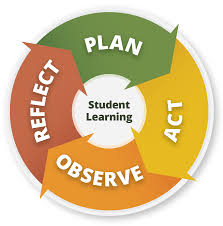 PLAN
ACT
OBSERVE
REFLECT
Student
Learning